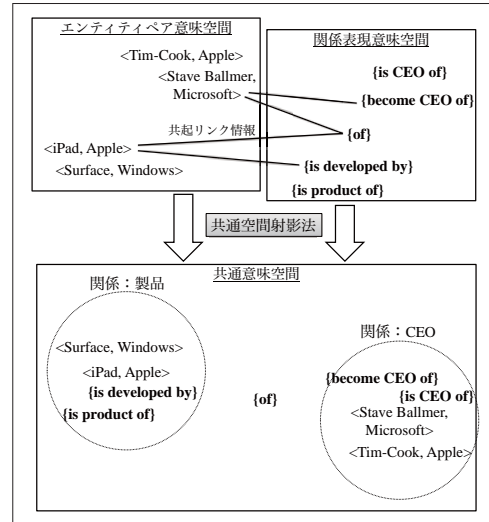 エンティティペア意味空間
<Tim-Cook, Apple>
<Stave Ballmer,
Microsoft>
共起リンク情報
<iPad, Apple>
<Surface, Windows>
関係表現意味空間
{is CEO of}
{become CEO of}
{of}
{is developed by}
{is product of}
共通空間射影法
共通意味空間
関係：製品
<Surface, Windows>
<iPad, Apple>
{is developed by}
{is product of}
{of}
関係：CEO
{become CEO of}
{is CEO of}
<Stave Ballmer,
Microsoft>
<Tim-Cook, Apple>